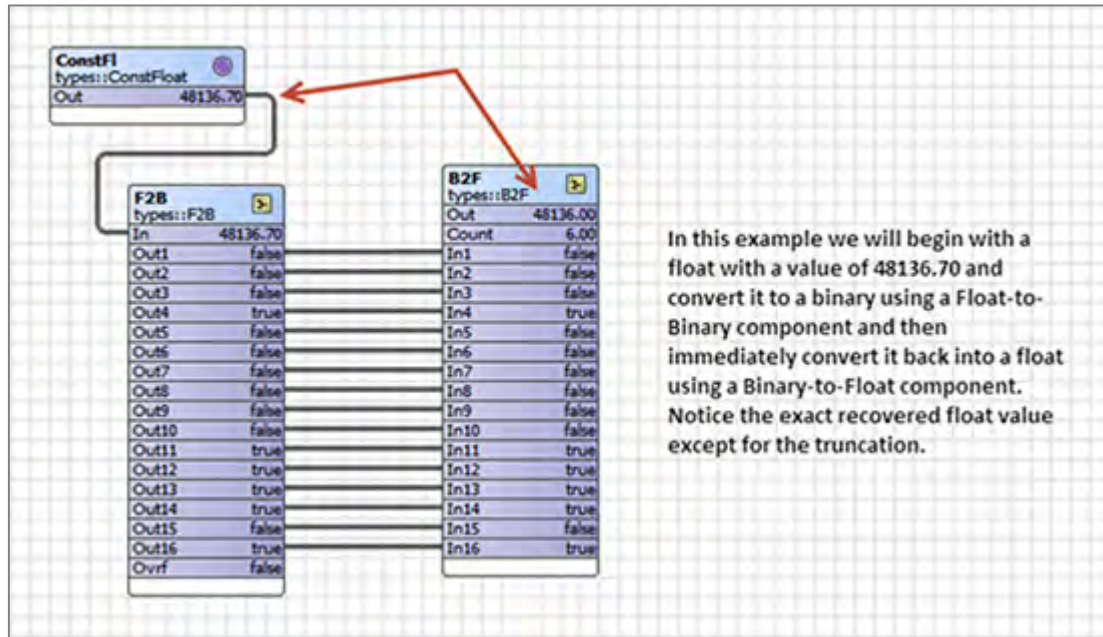 ConstFl
types::ConstFloat
Out 48136.70
F2B
types::F2B
In 48136.70
Out1 false
Out2 false
Out3 false
Out4 true
Out5 false
Out6 false
Out7 false
Out8 false
Out9 false
Out10 false
Out11 true
Out12 true
Out13 true
Out14 true
Out15 false
Out16 true
Ovrf false
B2F
types::B2F
Out 48136.00
Count 6.00
In1 false
In2 false
In3 false
In4 true
In5 false
In6 false
In7 false
In8 false
In9 false
In10 false
In11 true
In12 true
In13 true
In14 true
In15 false
In16 true
In this example we will begin with a
float with a value of 48136.70 and
convert it to a binary using a Float-to-
Binary component and then
immediately convert it back into a float
using a Binary-to-Float component.
Notice the exact recovered float value
except for the truncation.